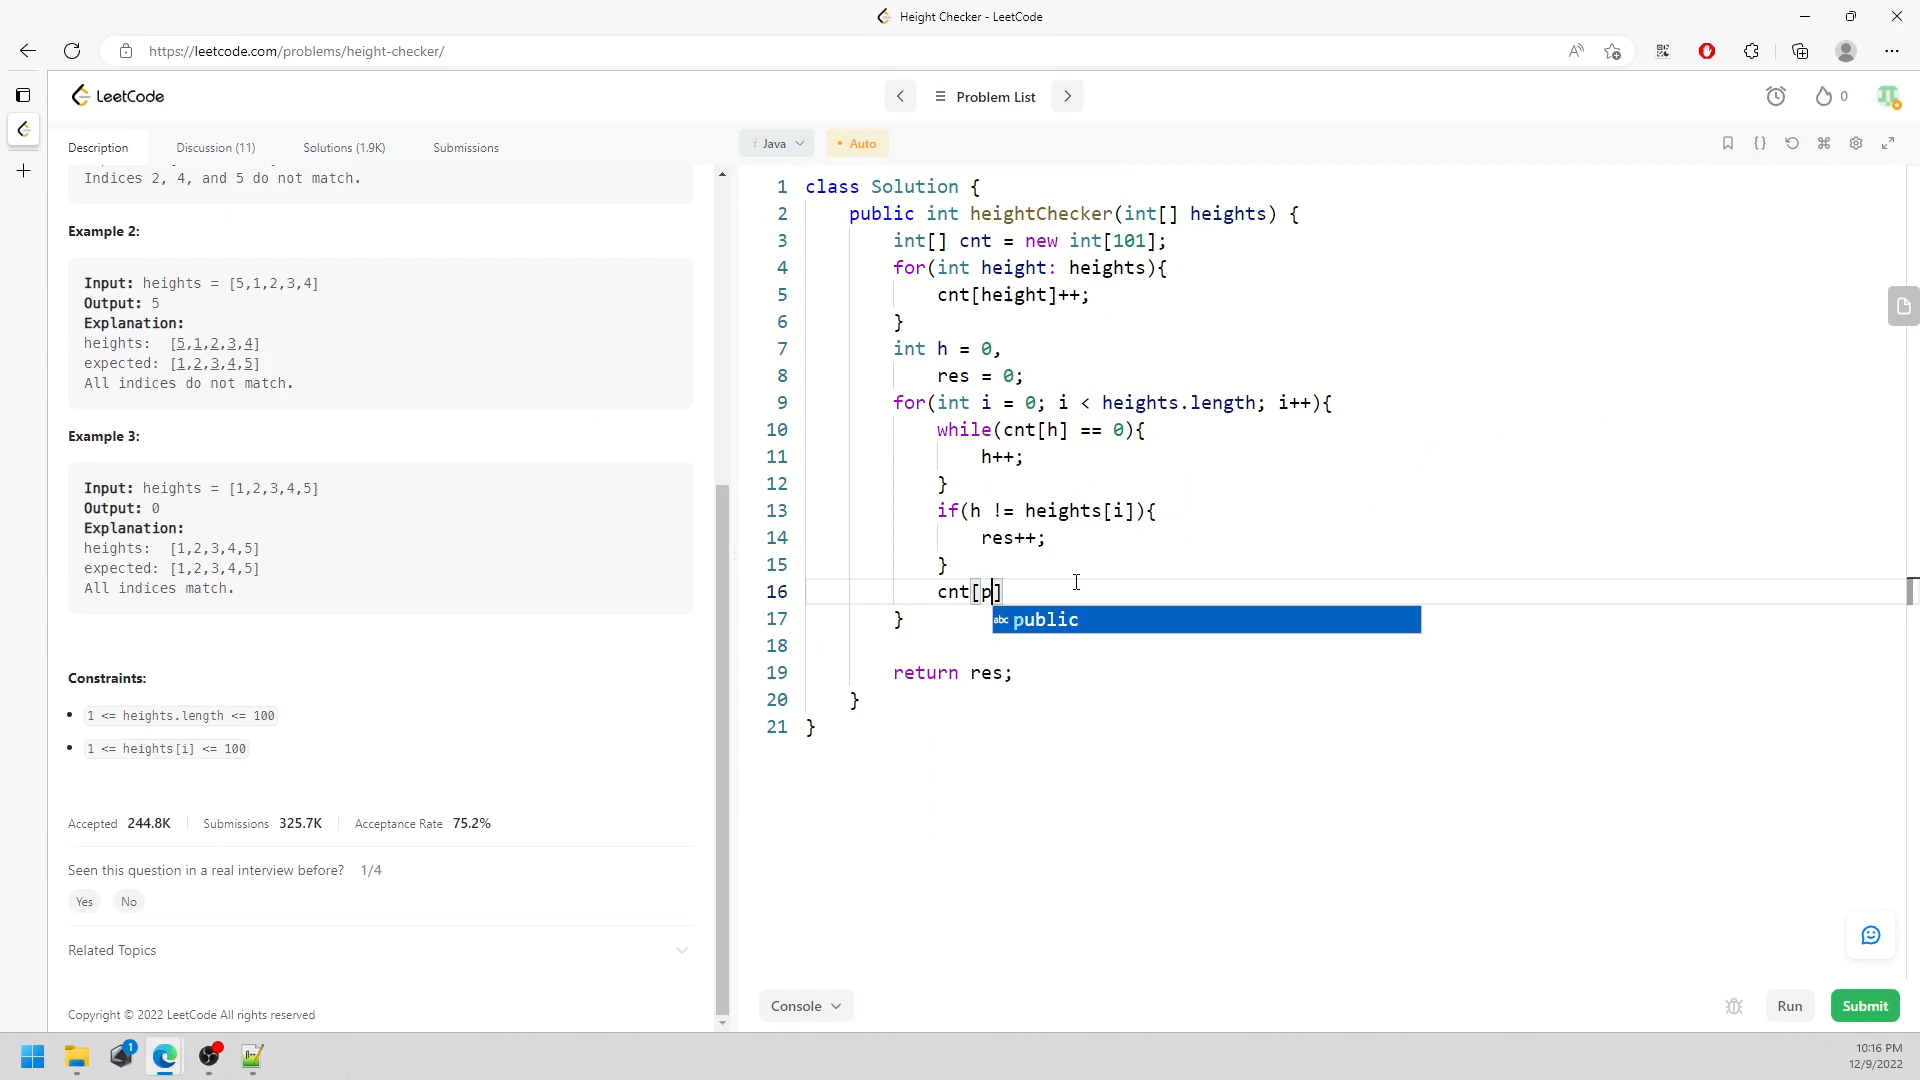 Height Checker - LeetCode
https://leetcode.com/problems/height-checker/
LeetCode
Problem List
0
Description
Discussion (11)
Solutions (1.9K)
Submissions
i Java
• Auto
Indices 2, 4, and 5 do not match.
Example 2:
Input: heights = [5,1,2,3,4]
Output: 5
Explanation:
heights:  [5,1,2,3,4]
expected: [1,2,3,4,5]
All indices do not match.
Example 3:
Input: heights = [1,2,3,4,5]
Output: 0
Explanation:
heights:  [1,2,3,4,5]
expected: [1,2,3,4,5]
All indices match.
Constraints:
• 1 <= heights.length <= 100
• 1 <= heights[i] <= 100
Accepted 244.8K
Submissions 325.7K
Acceptance Rate 75.2%
Seen this question in a real interview before? 1/4
Yes
No
Related Topics
Copyright © 2022 LeetCode All rights reserved
1 class Solution {
2 public int heightChecker(int[] heights) {
3 int[] cnt = new int[101];
4 for(int height: heights){
5 cnt[height]++;
6 }
7 int h = 0,
8 res = 0;
9 for(int i = 0; i < heights.length; i++){
10 while(cnt[h] == 0){
11 h++;
12 }
13 if(h != heights[i]){
14 res++;
15 }
16 cnt[p]
abc public
17 }
18
19 return res;
20 }
21 }
Console
Run
Submit
1
10:16 PM
12/9/2022